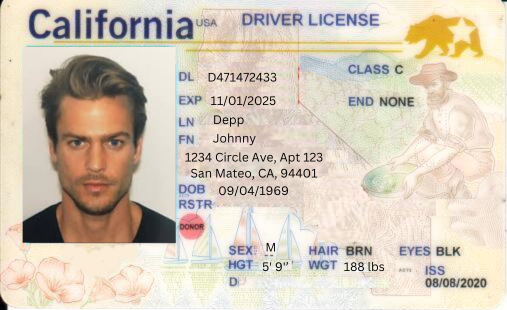 California USA DRIVER LICENSE
DL D471472433
CLASS C
EXP 11/01/2025
END NONE
LN Depp
FN Johnny
1234 Circle Ave, Apt 123
San Mateo, CA, 94401
DOB 09/04/1969
RSTR
DONOR
SEX M HAIR BRN EYES BLK
HGT 5' 9'' WGT 188 lbs
ISS
D 08/08/2020